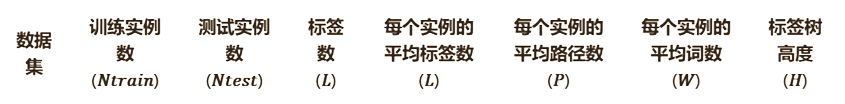 数据集
训练实例数
(Ntrain)
测试实例数
(Ntest)
标签数
(L)
每个实例的平均标签数
(L)
每个实例的平均路径数
(P)
每个实例的平均词数
(W)
标签树高度
(H)